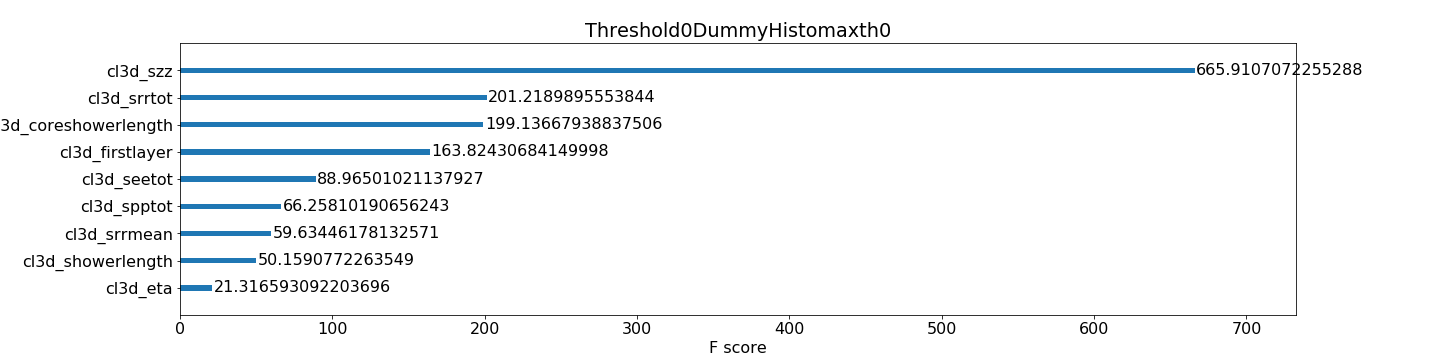 Threshold0DummyHistomaxth0
cl3d_szz 665.9107072255288
cl3d_srrtot 201.2189895553844
3d_coreshowerlength 199.13667938837506
cl3d_firstlayer 163.82430684149998
cl3d_seetot 88.96501021137927
cl3d_spptot 66.25810190656243
cl3d_srrmean 59.63446178132571
cl3d_showerlength 50.1590772263549
cl3d_eta 21.316593092203696
0 100 200 300 400 500 600 700
F score